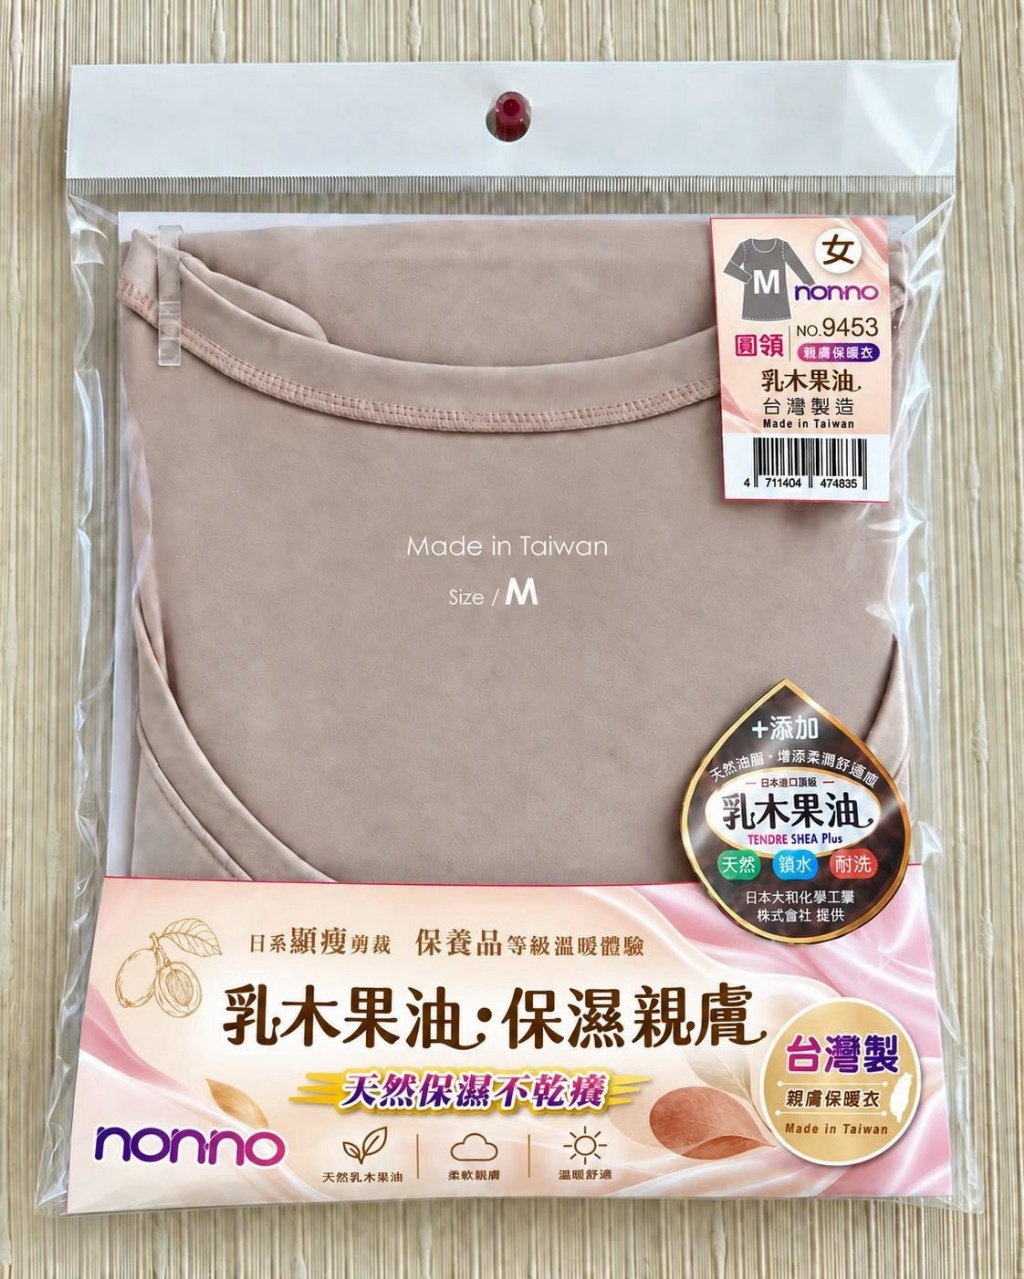 女
M
non-no
NO.9453
圓領
親膚保暖衣
乳木果油
台灣製造
Made in Taiwan
4 711404 474835
Made in Taiwan
Size / M
+添加
天然油脂・增添柔潤舒適感
日本進口頂級
乳木果油
TENDRE SHEA Plus
天然 鎖水 耐洗
日本大和化學工業
株式會社 提供
日系顯瘦剪裁 保養品等級溫暖體驗
乳木果油・保濕親膚
天然保濕不乾癢
台灣製
親膚保暖衣
Made in Taiwan
non-no
天然乳木果油
柔軟親膚
溫暖舒適